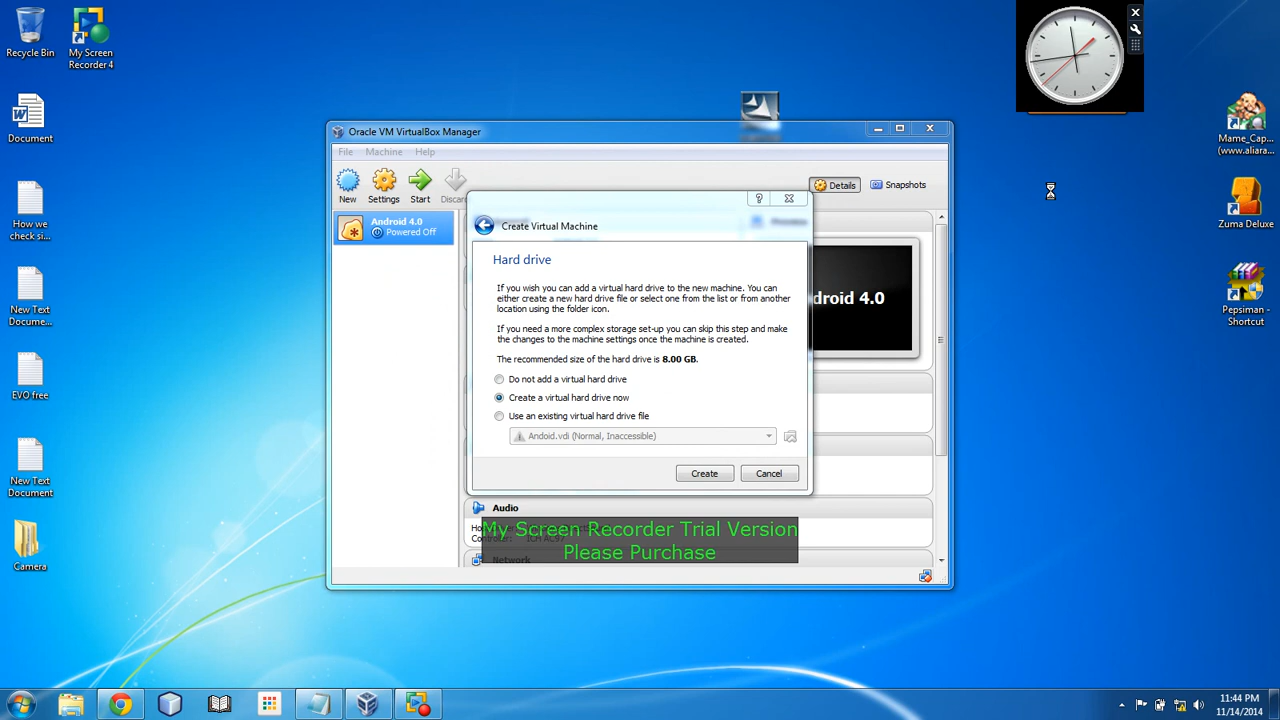 Recycle Bin
My Screen
Recorder 4
Document
How we
check si...
New Text
Docume...
EVO free
New Text
Document
Camera
Mame_Cap...
(www.aliara...
Zuma Deluxe
Pepsiman -
Shortcut
Oracle VM VirtualBox Manager
File Machine Help
New Settings Start Discar
Details Snapshots
Android 4.0
Powered Off
droid 4.0
Create Virtual Machine
Hard drive
If you wish you can add a virtual hard drive to the new machine. You can
either create a new hard drive file or select one from the list or from another
location using the folder icon.
If you need a more complex storage set-up you can skip this step and make
the changes to the machine settings once the machine is created.
The recommended size of the hard drive is 8.00 GB.
Do not add a virtual hard drive
Create a virtual hard drive now
Use an existing virtual hard drive file
Andoid.vdi (Normal, Inaccessible)
Create Cancel
Audio
My Screen Recorder Trial Version
Please Purchase
Network
11:44 PM
11/14/2014